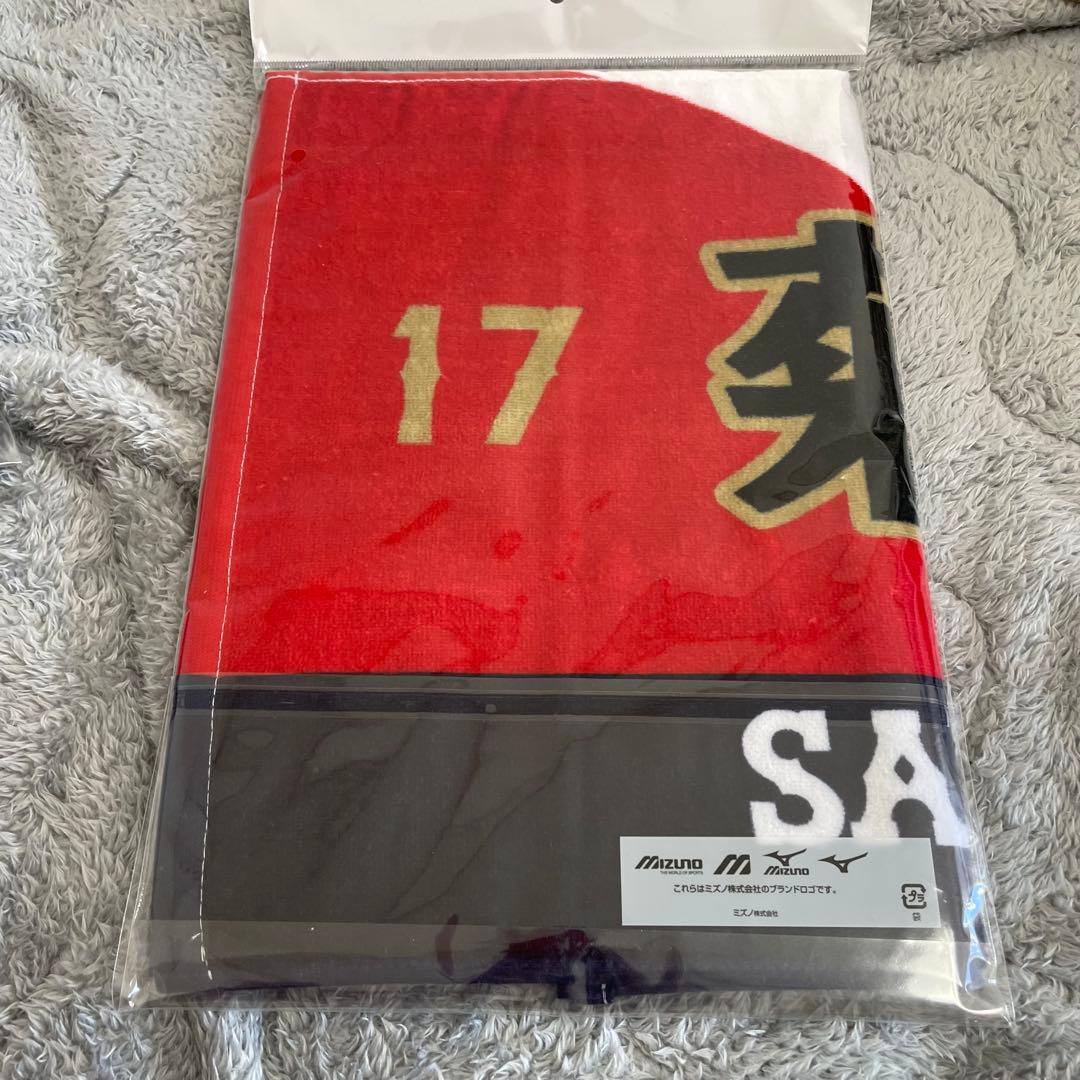 17
SA
MIZUNO
THE WORLD OF SPORTS
MIZUNO
これらはミズノ株式会社のブランドロゴです。
プラ
袋
ミズノ株式会社